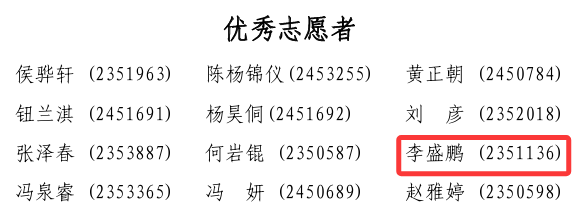 优秀志愿者
侯骅轩 (2351963) 陈杨锦仪(2453255) 黄正朝 (2450784)
钮兰淇 (2451691) 杨昊侗(2451692) 刘 彦 (2352018)
张泽春 (2353887) 何岩锟 (2350587) 李盛鹏 (2351136)
冯泉睿 (2353365) 冯 妍 (2450689) 赵雅婷 (2350598)